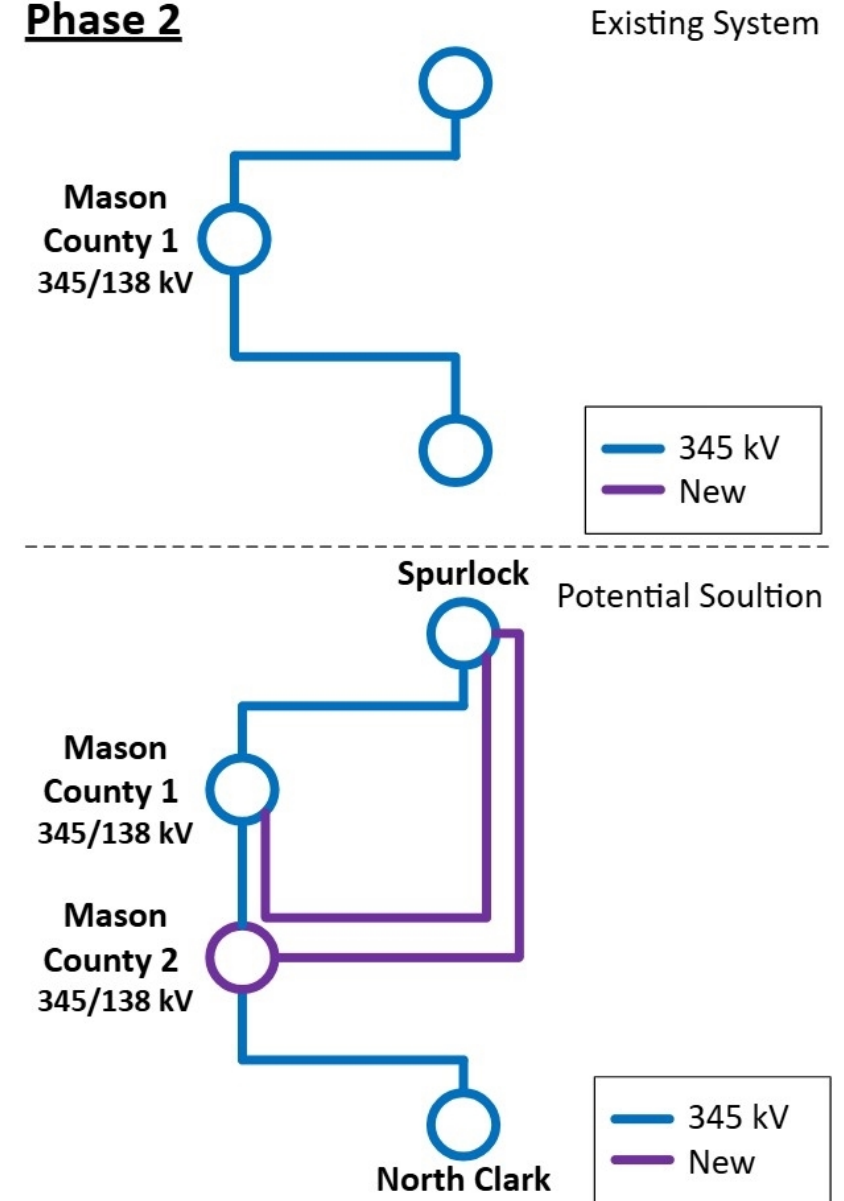 Phase 2
Existing System
Mason
County 1
345/138 kV
345 kV
New
Spurlock
Potential Soultion
Mason
County 1
345/138 kV
Mason
County 2
345/138 kV
345 kV
New
North Clark